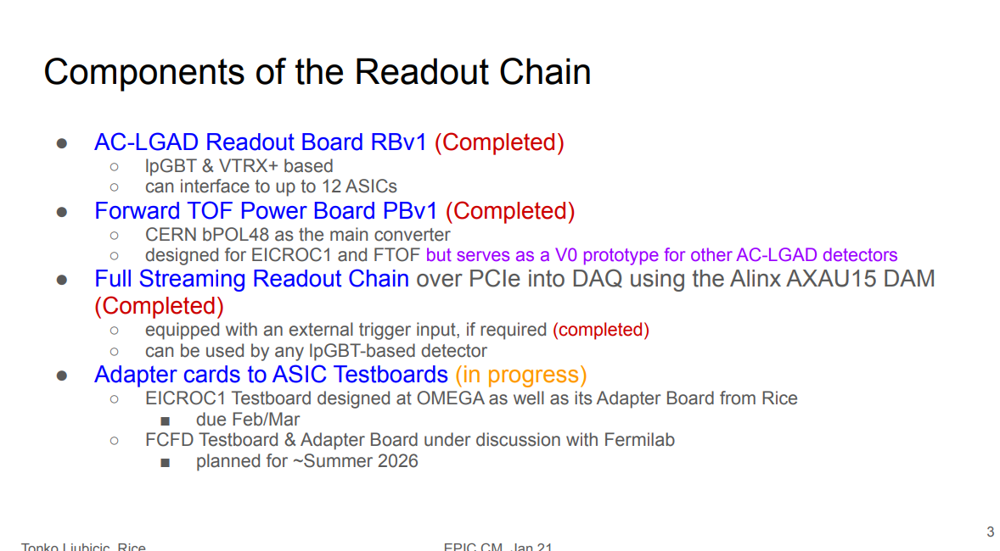 Components of the Readout Chain
● AC-LGAD Readout Board RBv1 (Completed)
○ lpGBT & VTRX+ based
○ can interface to up to 12 ASICs
● Forward TOF Power Board PBv1 (Completed)
○ CERN bPOL48 as the main converter
○ designed for EICROC1 and FTOF but serves as a V0 prototype for other AC-LGAD detectors
● Full Streaming Readout Chain over PCIe into DAQ using the Alinx AXAU15 DAM
(Completed)
○ equipped with an external trigger input, if required (completed)
○ can be used by any lpGBT-based detector
● Adapter cards to ASIC Testboards (in progress)
○ EICROC1 Testboard designed at OMEGA as well as its Adapter Board from Rice
■ due Feb/Mar
○ FCFD Testboard & Adapter Board under discussion with Fermilab
■ planned for ~Summer 2026
3
Tonko Ljubicic, Rice
EPIC CM, Jan 21